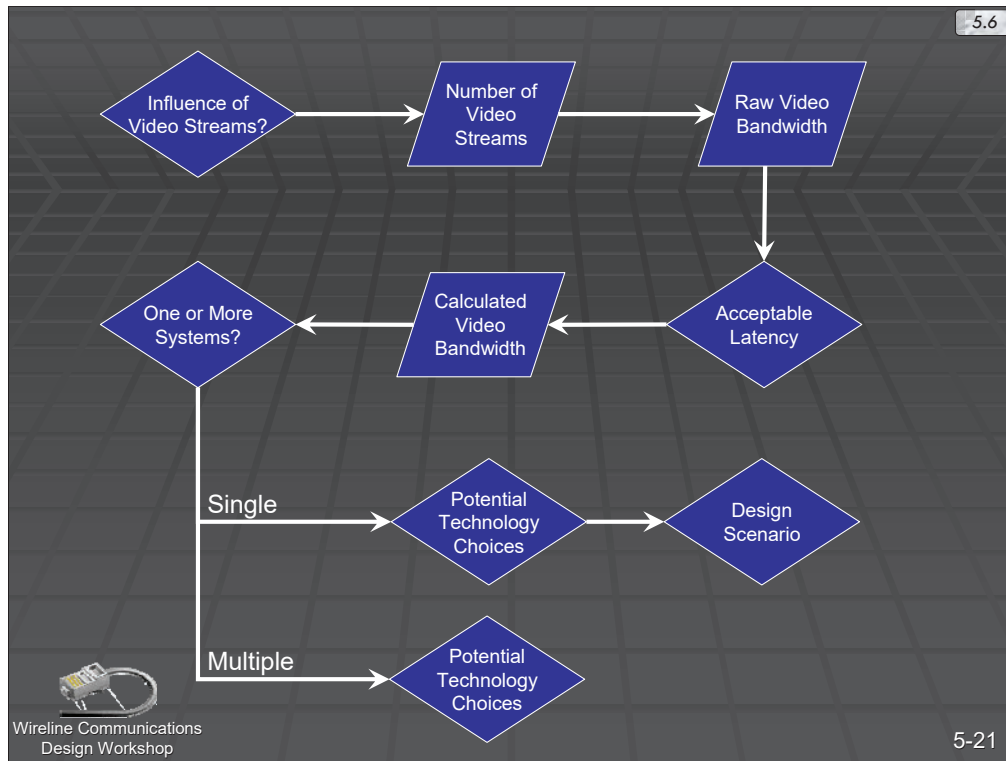 5.6
Influence of
Video Streams?
Number of
Video
Streams
Raw Video
Bandwidth
One or More
Systems?
Calculated
Video
Bandwidth
Acceptable
Latency
Single
Potential
Technology
Choices
Design
Scenario
Multiple
Potential
Technology
Choices
Wireline Communications
Design Workshop
5-21